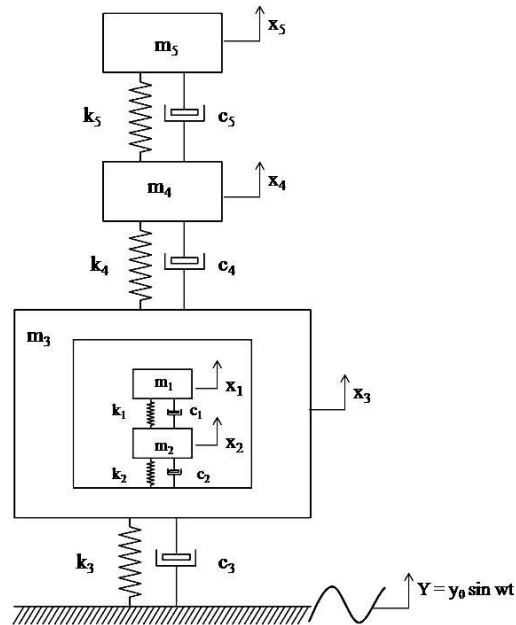 x₅
m₅
k₅ c₅
x₄
m₄
k₄ c₄
m₃
m₁ x₁
k₁ c₁
x₃
m₂ x₂
k₂ c₂
k₃ c₃
Y = y₀ sin wt